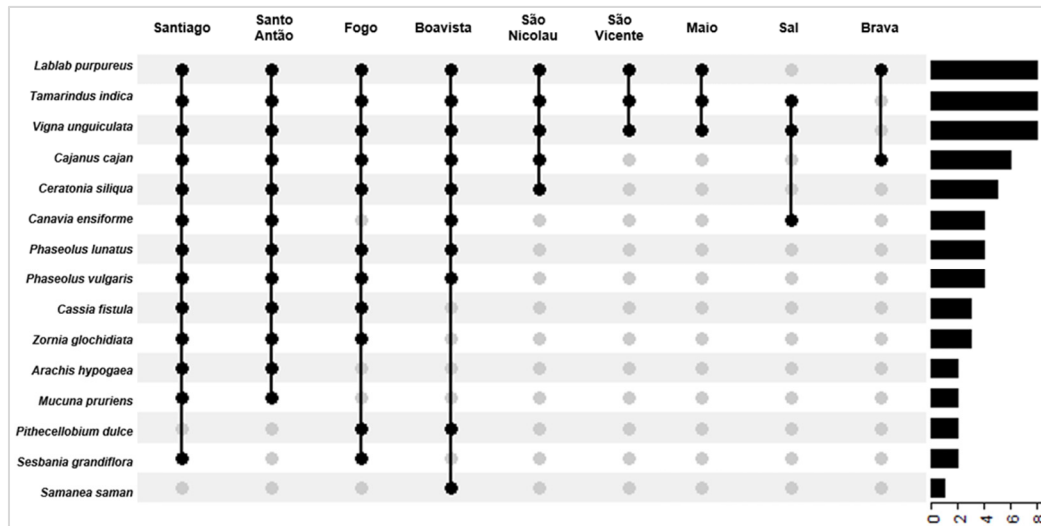 Santiago
Santo
Antão
Fogo
Boavista
São
Nicolau
São
Vicente
Maio
Sal
Brava
Lablab purpureus
Tamarindus indica
Vigna unguiculata
Cajanus cajan
Ceratonia siliqua
Canavia ensiforme
Phaseolus lunatus
Phaseolus vulgaris
Cassia fistula
Zornia glochidiata
Arachis hypogaea
Mucuna pruriens
Pithecellobium dulce
Sesbania grandiflora
Samanea saman
0 2 4 6 8